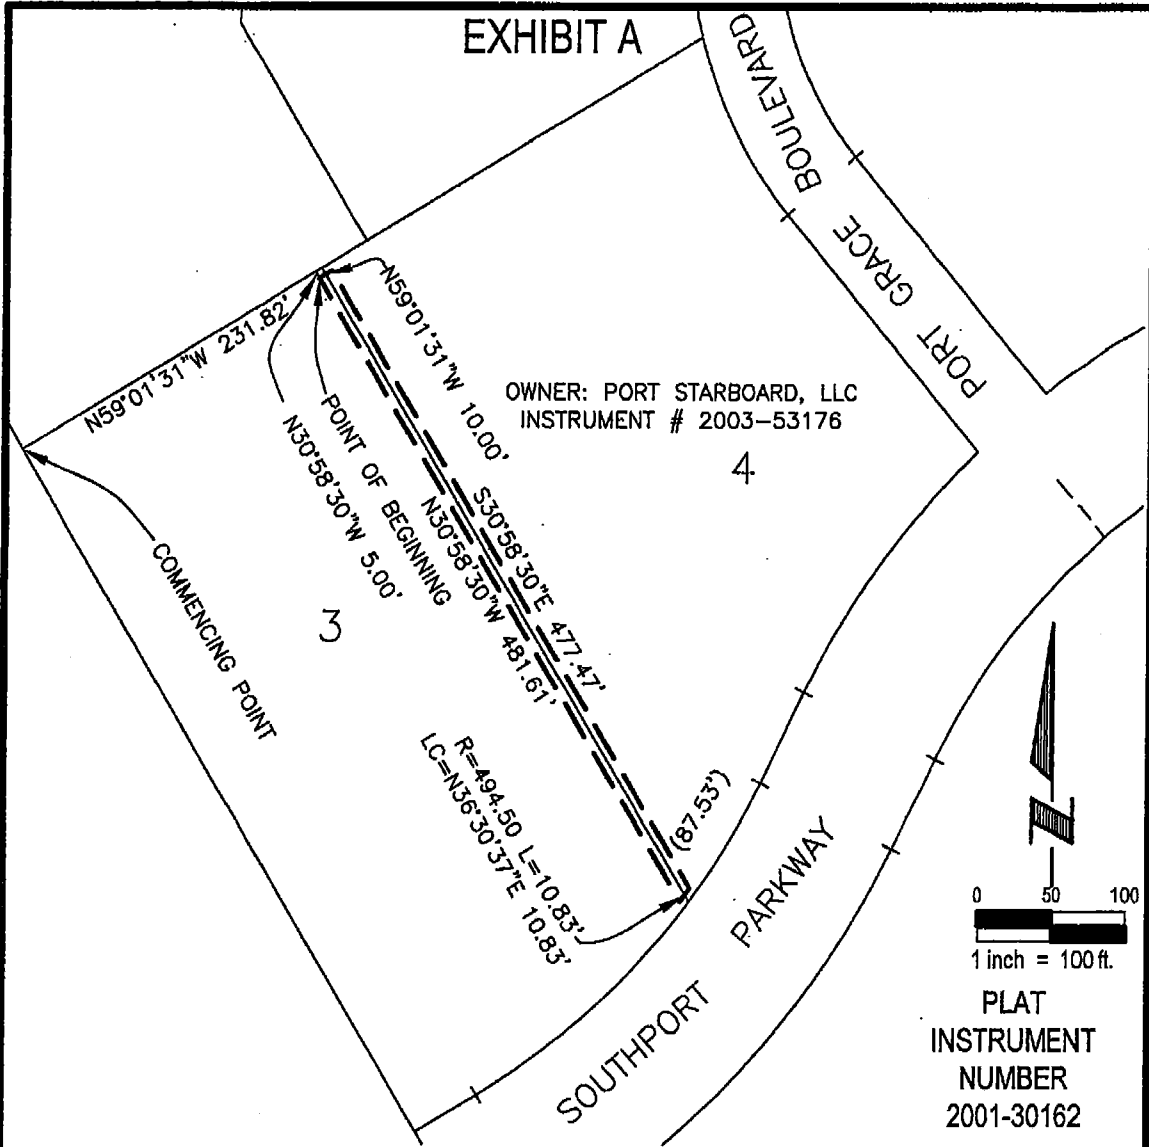 EXHIBIT A
PORT GRACE BOULEVARD
N59°01'31"W 231.82'
N59°01'31"W 10.00'
OWNER: PORT STARBOARD, LLC
INSTRUMENT # 2003-53176
4
POINT OF BEGINNING
N30°58'30"W 5.00'
S30°58'30"E 477.47'
N30°58'30"W 481.61'
COMMENCING POINT
3
R=494.50 L=10.83'
LC=N36°30'37"E 10.83'
(87.53')
SOUTHPORT PARKWAY
N
0 50 100
1 inch = 100 ft.
PLAT
INSTRUMENT
NUMBER
2001-30162